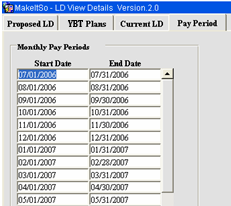 MakeItSo - LD View Details Version.2.0
Proposed LD YBT Plans Current LD Pay Period
Monthly Pay Periods
Start Date End Date
07/01/2006 07/31/2006
08/01/2006 08/31/2006
09/01/2006 09/30/2006
10/01/2006 10/31/2006
11/01/2006 11/30/2006
12/01/2006 12/31/2006
01/01/2007 01/31/2007
02/01/2007 02/28/2007
03/01/2007 03/31/2007
04/01/2007 04/30/2007
05/01/2007 05/31/2007